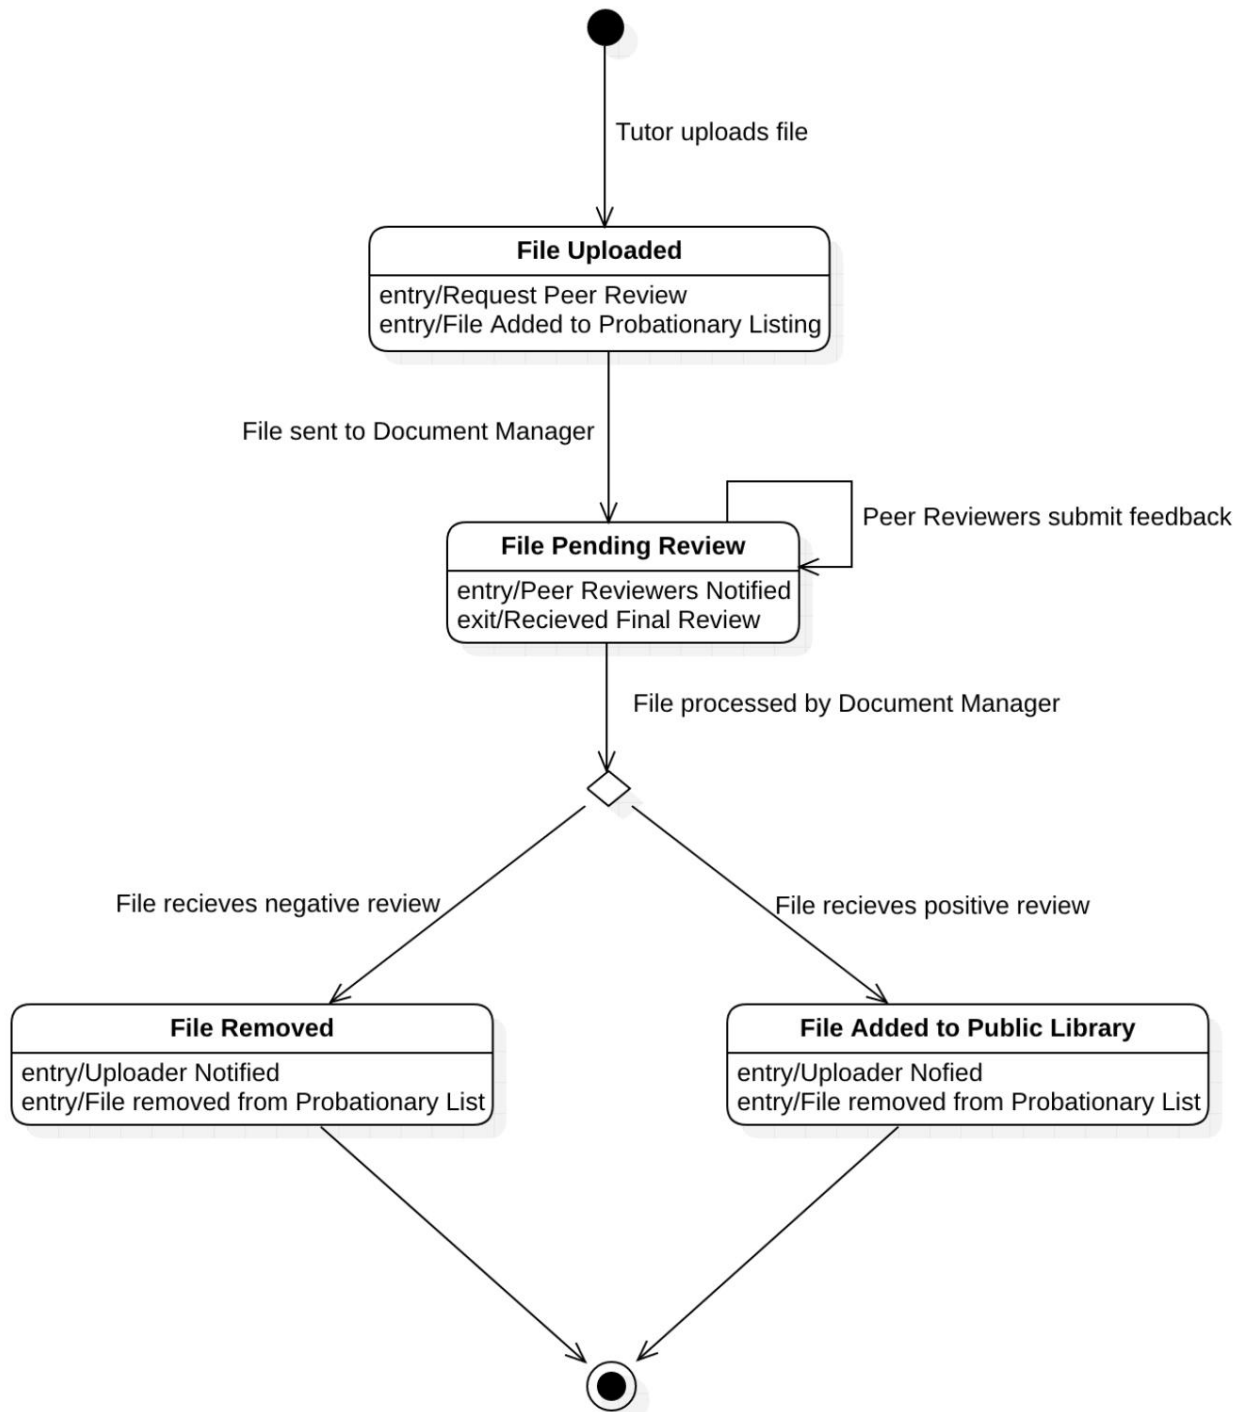 Tutor uploads file
File Uploaded
entry/Request Peer Review
entry/File Added to Probationary Listing
File sent to Document Manager
Peer Reviewers submit feedback
File Pending Review
entry/Peer Reviewers Notified
exit/Recieved Final Review
File processed by Document Manager
File recieves negative review
File recieves positive review
File Removed
entry/Uploader Notified
entry/File removed from Probationary List
File Added to Public Library
entry/Uploader Nofied
entry/File removed from Probationary List